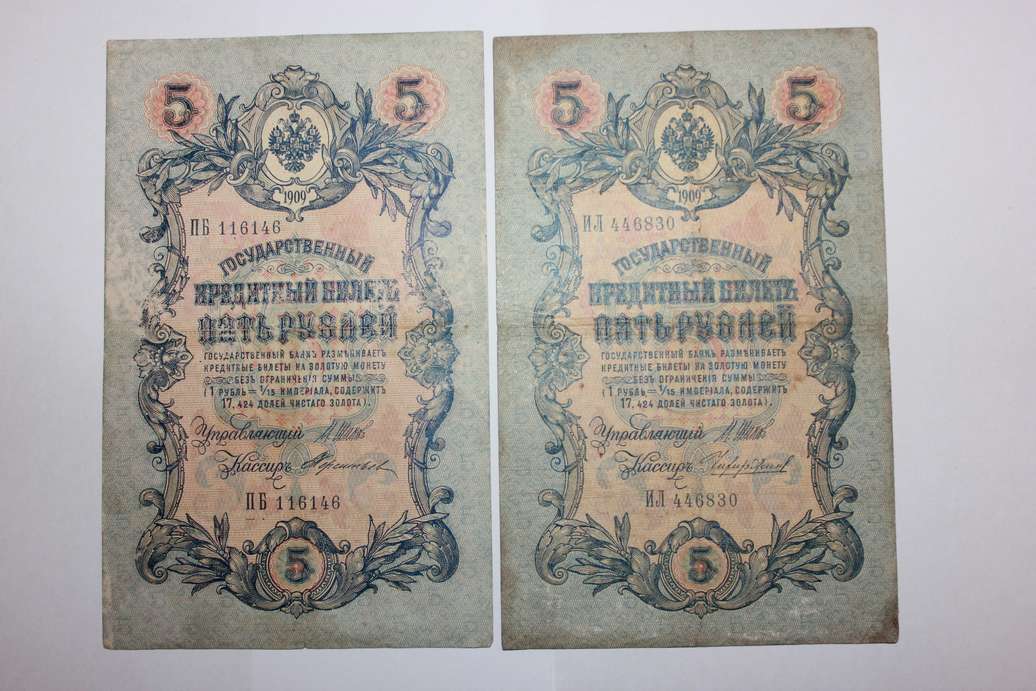 5 5
1909
ПБ 116146
ГОСУДАРСТВЕННЫЙ
КРЕДИТНЫЙ БИЛЕТЪ
ПЯТЬ РУБЛЕЙ
ГОСУДАРСТВЕННЫЙ БАНКЪ РАЗМѢНИВАЕТЪ
КРЕДИТНЫЕ БИЛЕТЫ НА ЗОЛОТУЮ МОНЕТУ
БЕЗЪ ОГРАНИЧЕНІЯ СУММЫ
(1 РУБЛЬ = 1/15 ИМПЕРІАЛА, СОДЕРЖИТЪ
17,424 ДОЛЕЙ ЧИСТАГО ЗОЛОТА).
Управляющій
Кассиръ
ПБ 116146
5
5 5
1909
ИЛ 446830
ГОСУДАРСТВЕННЫЙ
КРЕДИТНЫЙ БИЛЕТЪ
ПЯТЬ РУБЛЕЙ
ГОСУДАРСТВЕННЫЙ БАНКЪ РАЗМѢНИВАЕТЪ
КРЕДИТНЫЕ БИЛЕТЫ НА ЗОЛОТУЮ МОНЕТУ
БЕЗЪ ОГРАНИЧЕНІЯ СУММЫ
(1 РУБЛЬ = 1/15 ИМПЕРІАЛА, СОДЕРЖИТЪ
17,424 ДОЛЕЙ ЧИСТАГО ЗОЛОТА).
Управляющій
Кассиръ
ИЛ 446830
5